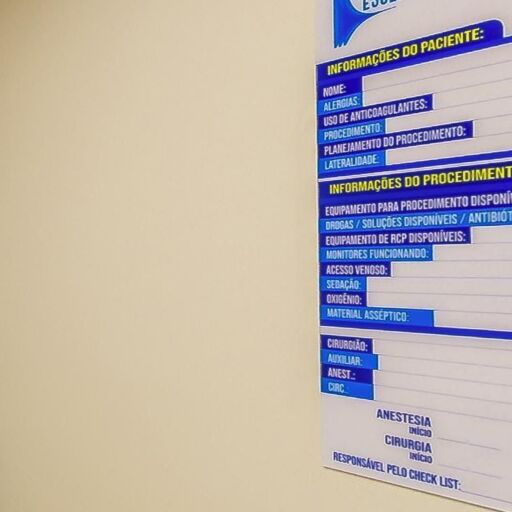 INFORMAÇÕES DO PACIENTE:
NOME:
ALERGIAS:
USO DE ANTICOAGULANTES:
PROCEDIMENTO:
PLANEJAMENTO DO PROCEDIMENTO:
LATERALIDADE:
INFORMAÇÕES DO PROCEDIMENT
EQUIPAMENTO PARA PROCEDIMENTO DISPONÍV
DROGAS / SOLUÇÕES DISPONÍVEIS / ANTIBIÓT
EQUIPAMENTO DE RCP DISPONÍVEIS:
MONITORES FUNCIONANDO:
ACESSO VENOSO:
SEDAÇÃO:
OXIGÊNIO:
MATERIAL ASSÉPTICO:
CIRURGIÃO:
AUXILIAR:
ANEST.:
CIRC.
ANESTESIA
INÍCIO
CIRURGIA
INÍCIO
RESPONSÁVEL PELO CHECK LIST: